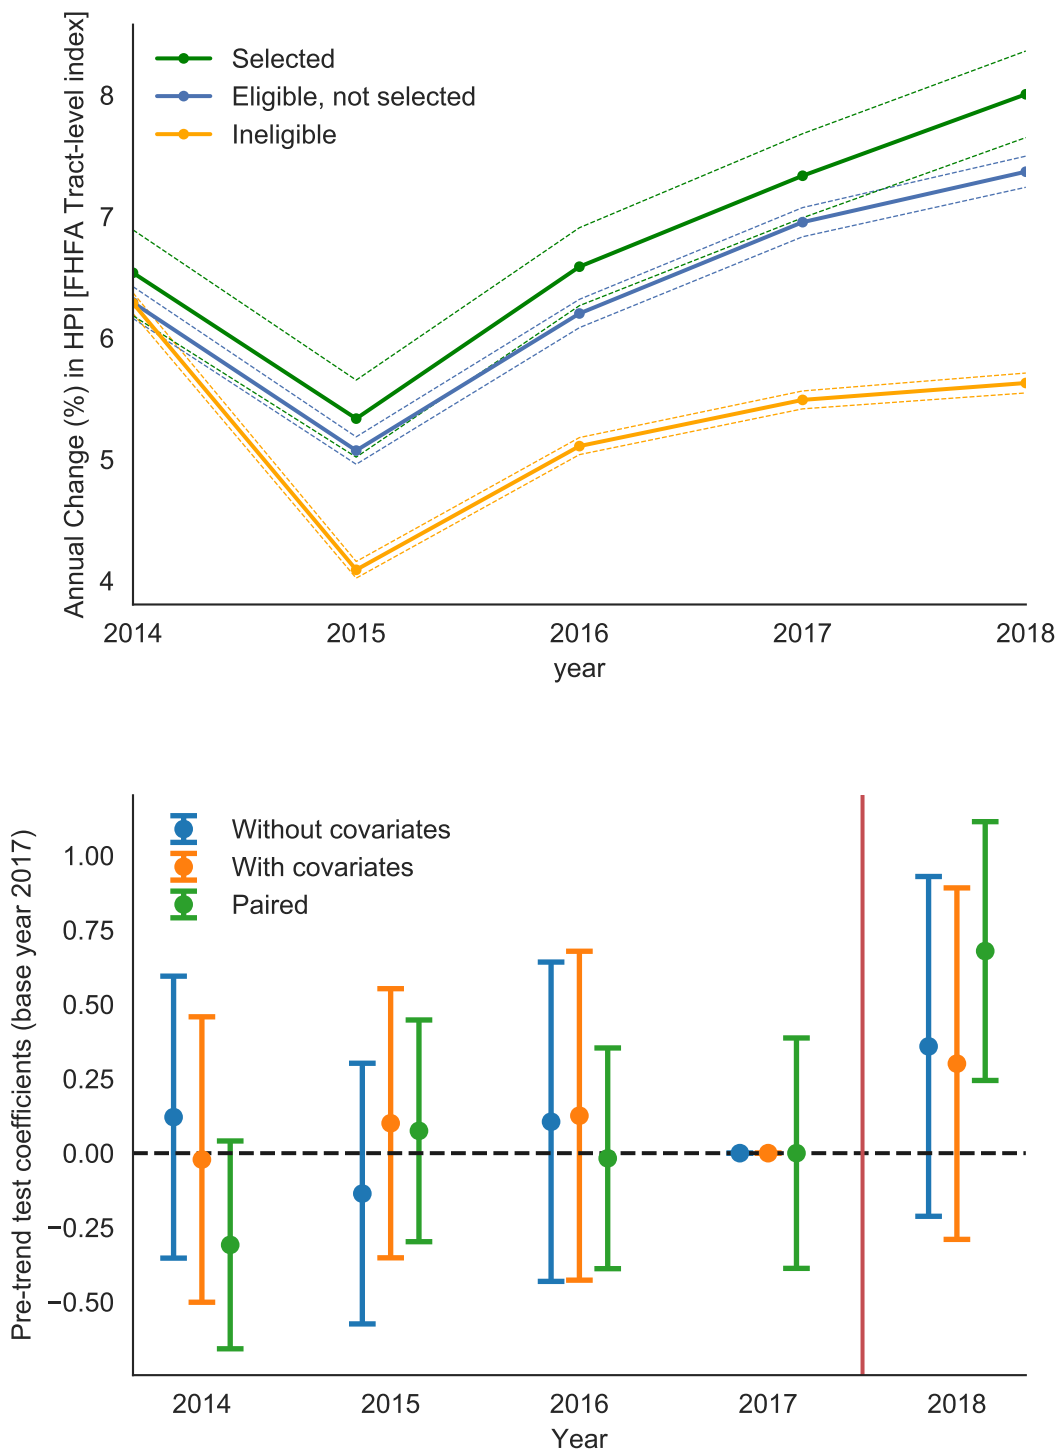 Annual Change (%) in HPI [FHFA Tract-level index]
Selected
Eligible, not selected
Ineligible
8
7
6
5
4
2014 2015 2016 2017 2018
year
Pre-trend test coefficients (base year 2017)
Without covariates
With covariates
Paired
1.00
0.75
0.50
0.25
0.00
−0.25
−0.50
2014 2015 2016 2017 2018
Year